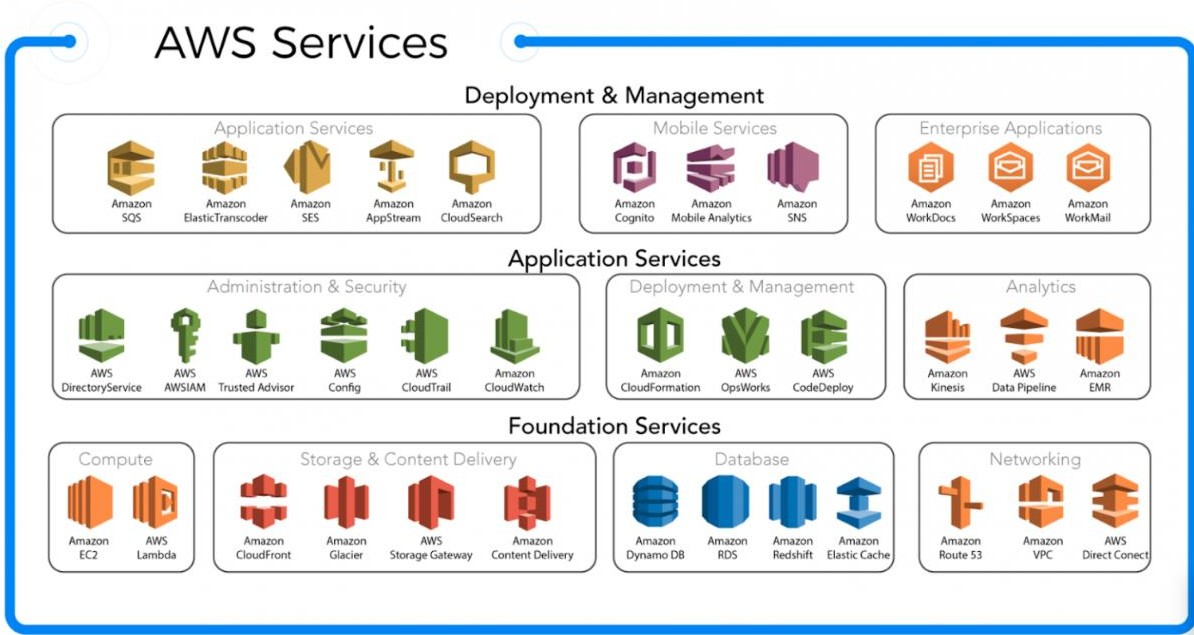 AWS Services
Deployment & Management
Application Services
Amazon
SQS
Amazon
ElasticTranscoder
Amazon
SES
Amazon
AppStream
Amazon
CloudSearch
Mobile Services
Amazon
Cognito
Amazon
Mobile Analytics
Amazon
SNS
Enterprise Applications
Amazon
WorkDocs
Amazon
WorkSpaces
Amazon
WorkMail
Application Services
Administration & Security
AWS
DirectoryService
AWS
AWSIAM
AWS
Trusted Advisor
AWS
Config
AWS
CloudTrail
Amazon
CloudWatch
Deployment & Management
Amazon
CloudFormation
AWS
OpsWorks
AWS
CodeDeploy
Analytics
Amazon
Kinesis
AWS
Data Pipeline
Amazon
EMR
Foundation Services
Compute
Amazon
EC2
AWS
Lambda
Storage & Content Delivery
Amazon
CloudFront
Amazon
Glacier
AWS
Storage Gateway
Amazon
Content Delivery
Database
Amazon
Dynamo DB
Amazon
RDS
Amazon
Redshift
Amazon
Elastic Cache
Networking
Amazon
Route 53
Amazon
VPC
AWS
Direct Conect